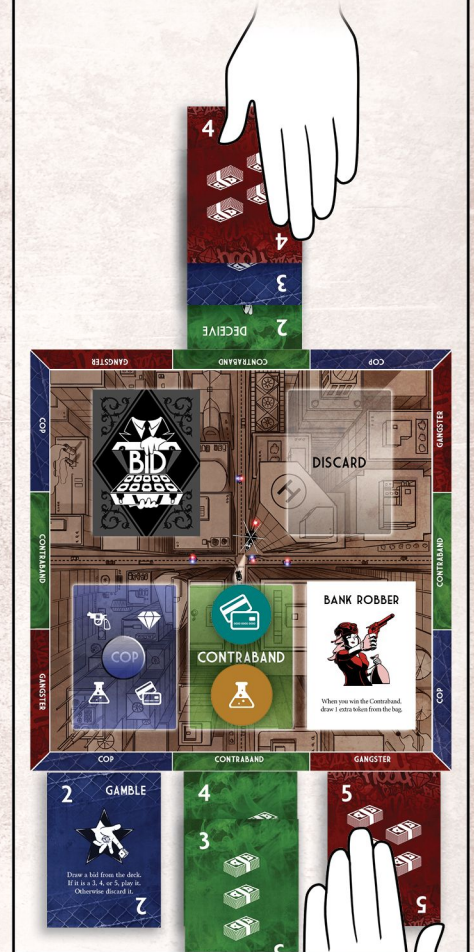 4
4
3
DECEIVE 2
GANGSTER
CONTRABAND
COP
COP
GANGSTER
BID
DISCARD
CONTRABAND
CONTRABAND
H
COP
CONTRABAND
BANK ROBBER
When you win the Contraband,
draw 1 extra token from the bag.
GANGSTER
COP
COP
CONTRABAND
GANGSTER
2 GAMBLE
Draw a bid from the deck.
If it is a 3, 4, or 5, play it.
Otherwise discard it.
2
4
3
5
5